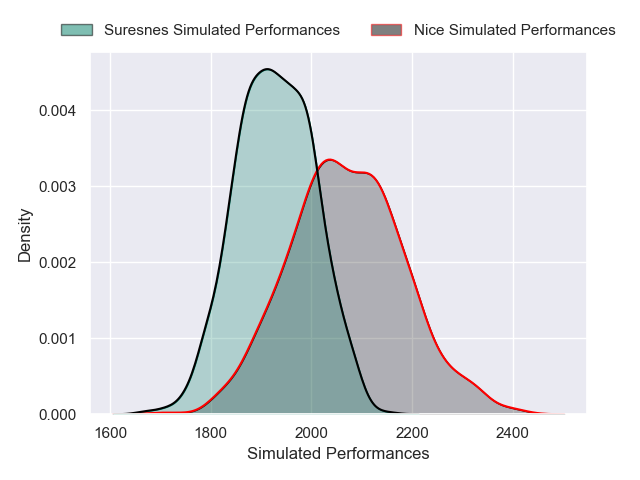 Suresnes Simulated Performances
Nice Simulated Performances
0.004
0.003
0.002
0.001
0.000
Density
1600 1800 2000 2200 2400
Simulated Performances